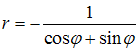 r = − 1 / (cosφ + sinφ)